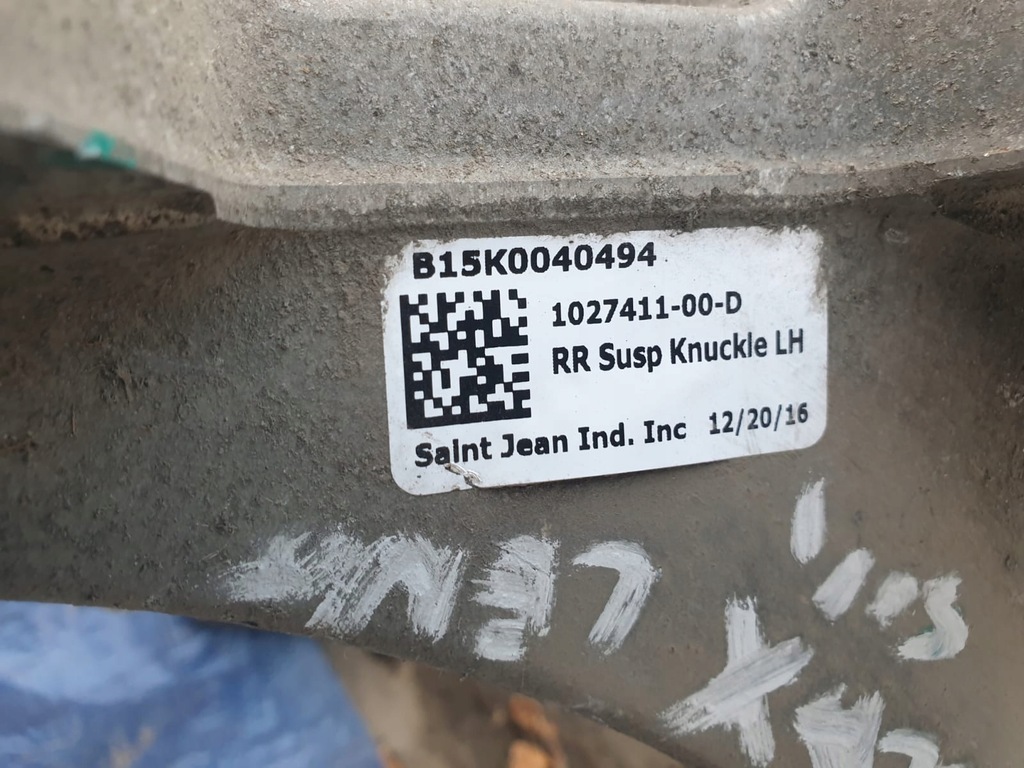 B15K0040494
1027411-00-D
RR Susp Knuckle LH
Saint Jean Ind. Inc 12/20/16